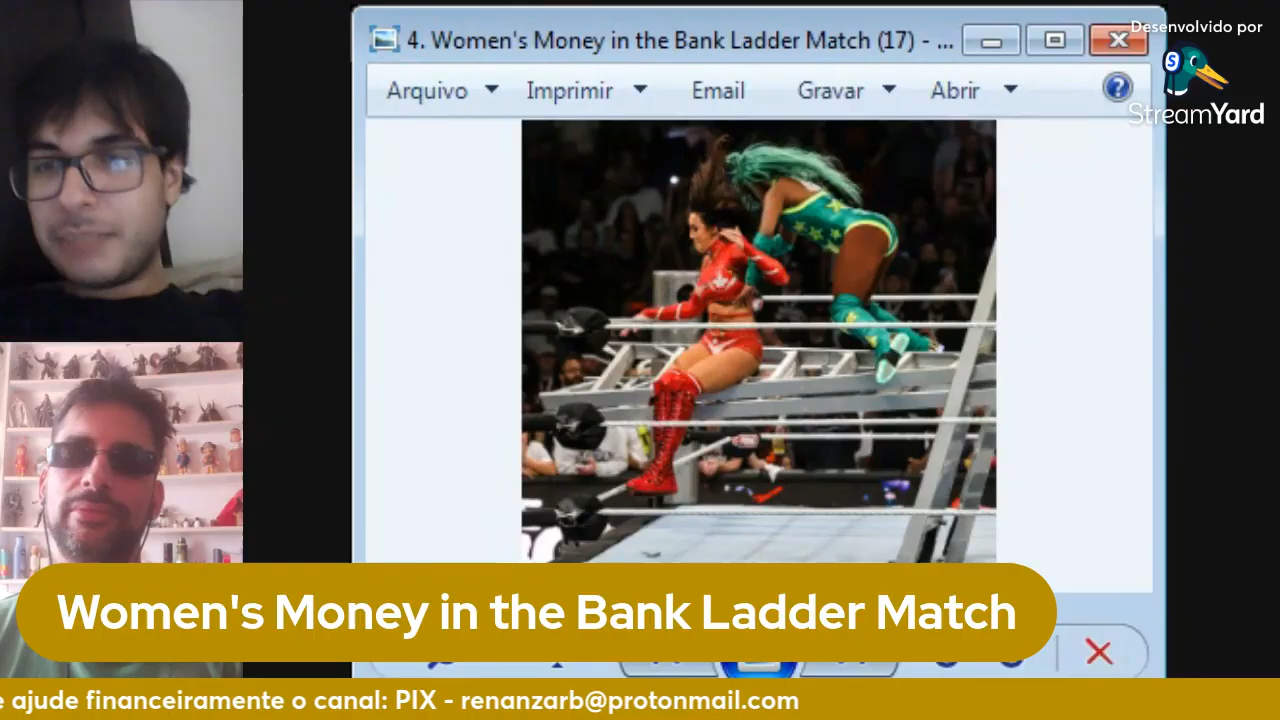 4. Women's Money in the Bank Ladder Match (17) - ...
Arquivo Imprimir Email Gravar Abrir
Desenvolvido por
S
StreamYard
Women's Money in the Bank Ladder Match
e ajude financeiramente o canal: PIX - renanzarb@protonmail.com